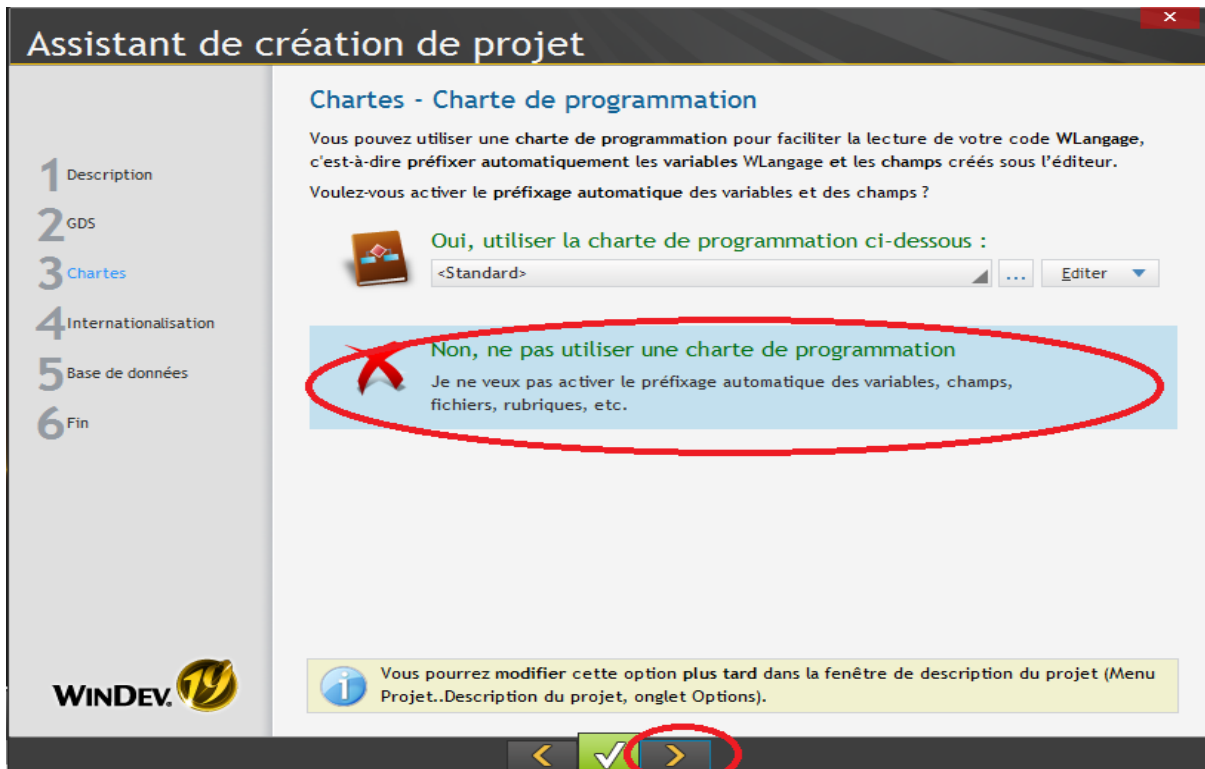 Assistant de création de projet
1 Description
2 GDS
3 Chartes
4 Internationalisation
5 Base de données
6 Fin
Chartes - Charte de programmation
Vous pouvez utiliser une charte de programmation pour faciliter la lecture de votre code WLangage,
c'est-à-dire préfixer automatiquement les variables WLangage et les champs créés sous l'éditeur.
Voulez-vous activer le préfixage automatique des variables et des champs ?
Oui, utiliser la charte de programmation ci-dessous :
<Standard>
...
Editer
Non, ne pas utiliser une charte de programmation
Je ne veux pas activer le préfixage automatique des variables, champs,
fichiers, rubriques, etc.
Vous pourrez modifier cette option plus tard dans la fenêtre de description du projet (Menu
Projet..Description du projet, onglet Options).
WINDEV. 19